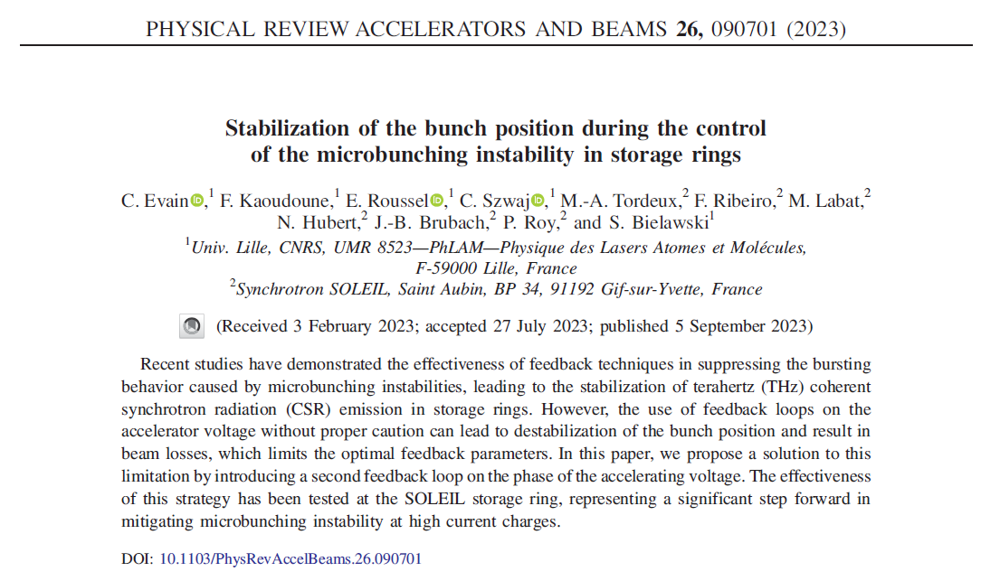 PHYSICAL REVIEW ACCELERATORS AND BEAMS 26, 090701 (2023)
Stabilization of the bunch position during the control
of the microbunching instability in storage rings
C. Evain,1 F. Kaoudoune,1 E. Roussel,1 C. Szwaj,1 M.-A. Tordeux,2 F. Ribeiro,2 M. Labat,2
N. Hubert,2 J.-B. Brubach,2 P. Roy,2 and S. Bielawski1
1Univ. Lille, CNRS, UMR 8523—PhLAM—Physique des Lasers Atomes et Molécules,
F-59000 Lille, France
2Synchrotron SOLEIL, Saint Aubin, BP 34, 91192 Gif-sur-Yvette, France
(Received 3 February 2023; accepted 27 July 2023; published 5 September 2023)
Recent studies have demonstrated the effectiveness of feedback techniques in suppressing the bursting
behavior caused by microbunching instabilities, leading to the stabilization of terahertz (THz) coherent
synchrotron radiation (CSR) emission in storage rings. However, the use of feedback loops on the
accelerator voltage without proper caution can lead to destabilization of the bunch position and result in
beam losses, which limits the optimal feedback parameters. In this paper, we propose a solution to this
limitation by introducing a second feedback loop on the phase of the accelerating voltage. The effectiveness
of this strategy has been tested at the SOLEIL storage ring, representing a significant step forward in
mitigating microbunching instability at high current charges.
DOI: 10.1103/PhysRevAccelBeams.26.090701